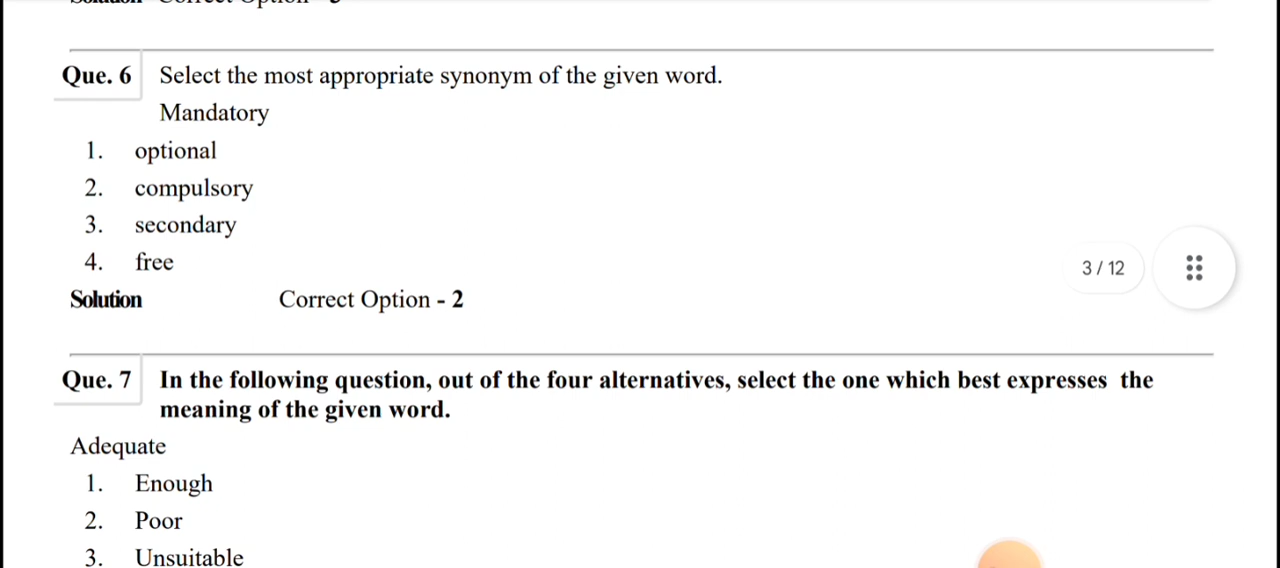 Que. 6 Select the most appropriate synonym of the given word.
Mandatory
1. optional
2. compulsory
3. secondary
4. free
3 / 12
Solution Correct Option - 2
Que. 7 In the following question, out of the four alternatives, select the one which best expresses the
meaning of the given word.
Adequate
1. Enough
2. Poor
3. Unsuitable